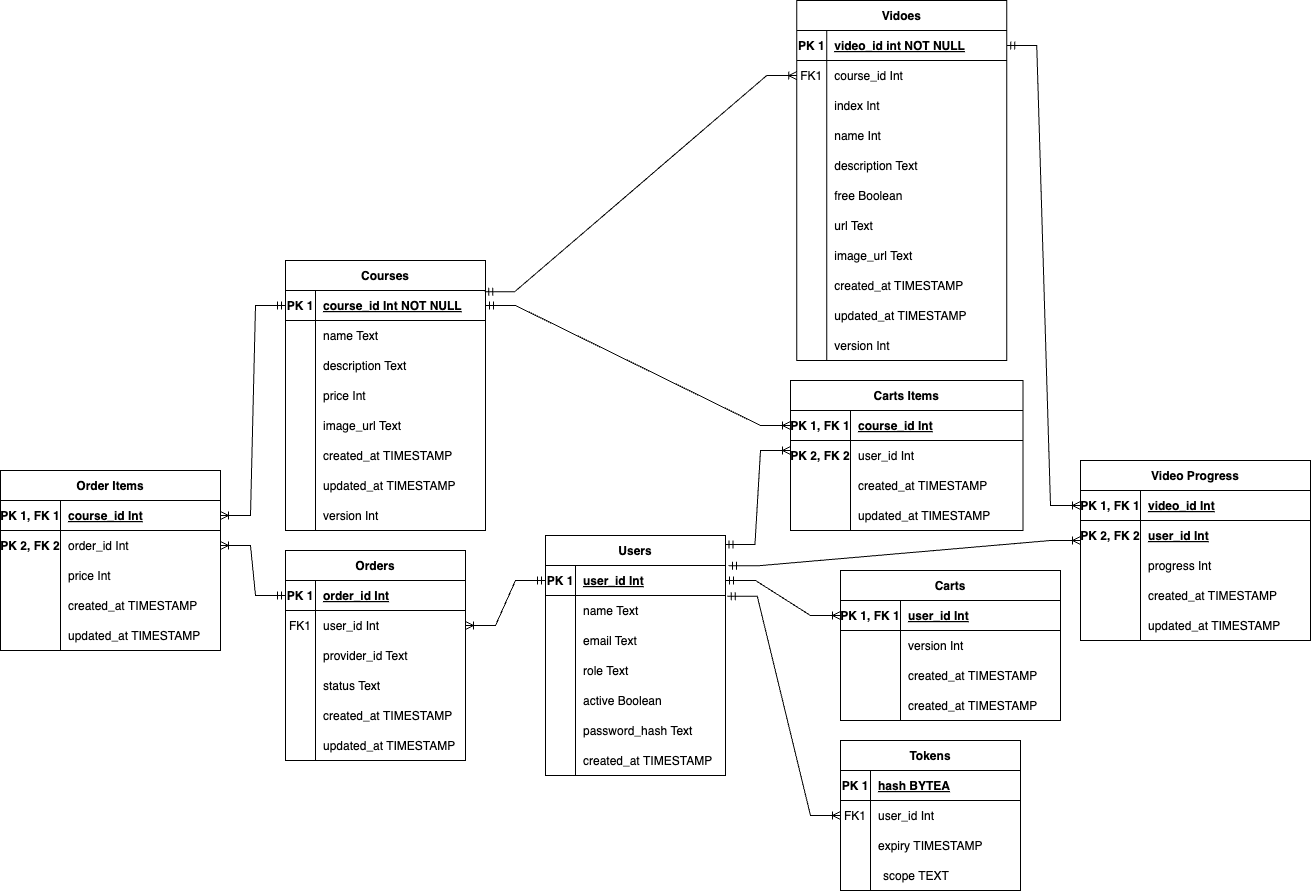 Vidoes
PK 1 video_id int NOT NULL
FK1 course_id Int
index Int
name Int
description Text
free Boolean
url Text
image_url Text
created_at TIMESTAMP
updated_at TIMESTAMP
version Int
Courses
PK 1 course_id Int NOT NULL
name Text
description Text
price Int
image_url Text
created_at TIMESTAMP
updated_at TIMESTAMP
version Int
Carts Items
PK 1, FK 1 course_id Int
PK 2, FK 2 user_id Int
created_at TIMESTAMP
updated_at TIMESTAMP
Order Items
PK 1, FK 1 course_id Int
PK 2, FK 2 order_id Int
price Int
created_at TIMESTAMP
updated_at TIMESTAMP
Video Progress
PK 1, FK 1 video_id Int
PK 2, FK 2 user_id Int
progress Int
created_at TIMESTAMP
updated_at TIMESTAMP
Orders
PK 1 order_id Int
FK1 user_id Int
provider_id Text
status Text
created_at TIMESTAMP
updated_at TIMESTAMP
Users
PK 1 user_id Int
name Text
email Text
role Text
active Boolean
password_hash Text
created_at TIMESTAMP
Carts
PK 1, FK 1 user_id Int
version Int
created_at TIMESTAMP
created_at TIMESTAMP
Tokens
PK 1 hash BYTEA
FK1 user_id Int
expiry TIMESTAMP
scope TEXT